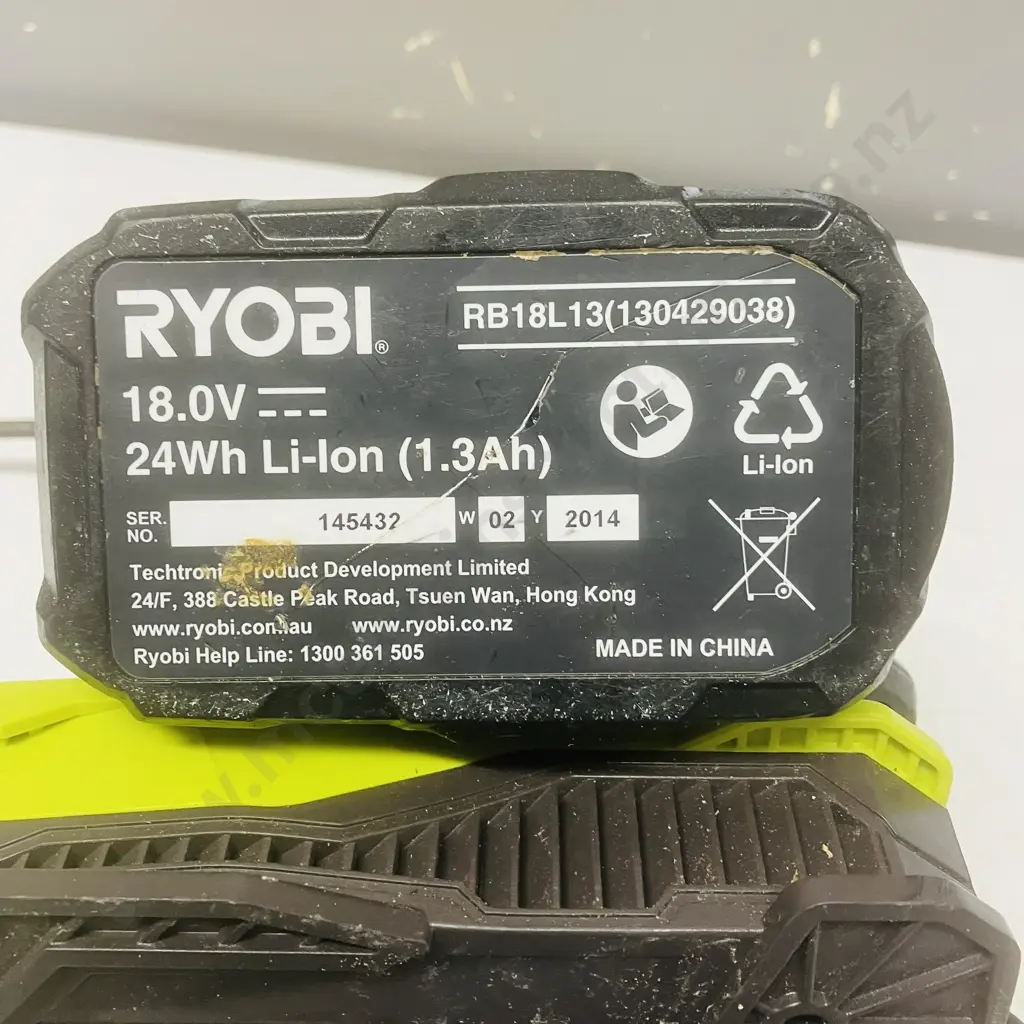 RYOBI®
RB18L13(130429038)
18.0V
24Wh Li-Ion (1.3Ah)
Li-Ion
SER. NO. 145432 W 02 Y 2014
Techtronic Product Development Limited
24/F, 388 Castle Peak Road, Tsuen Wan, Hong Kong
www.ryobi.com.au www.ryobi.co.nz
Ryobi Help Line: 1300 361 505
MADE IN CHINA